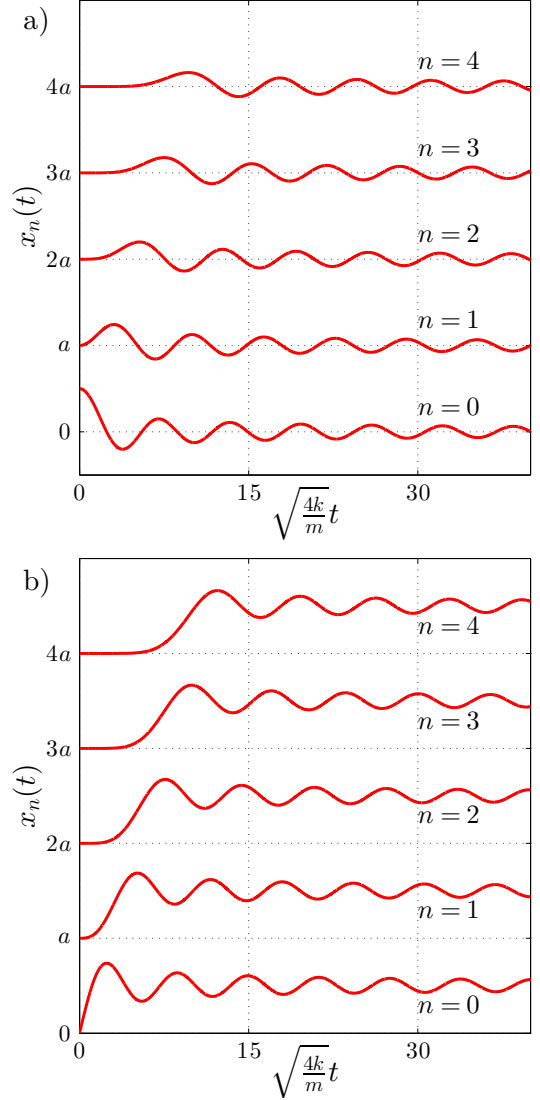 a)
n = 4
4a
n = 3
3a
x_n(t)
n = 2
2a
n = 1
a
n = 0
0
0 15 30
√(4k/m) t
b)
n = 4
4a
n = 3
3a
x_n(t)
n = 2
2a
n = 1
a
n = 0
0
0 15 30
√(4k/m) t